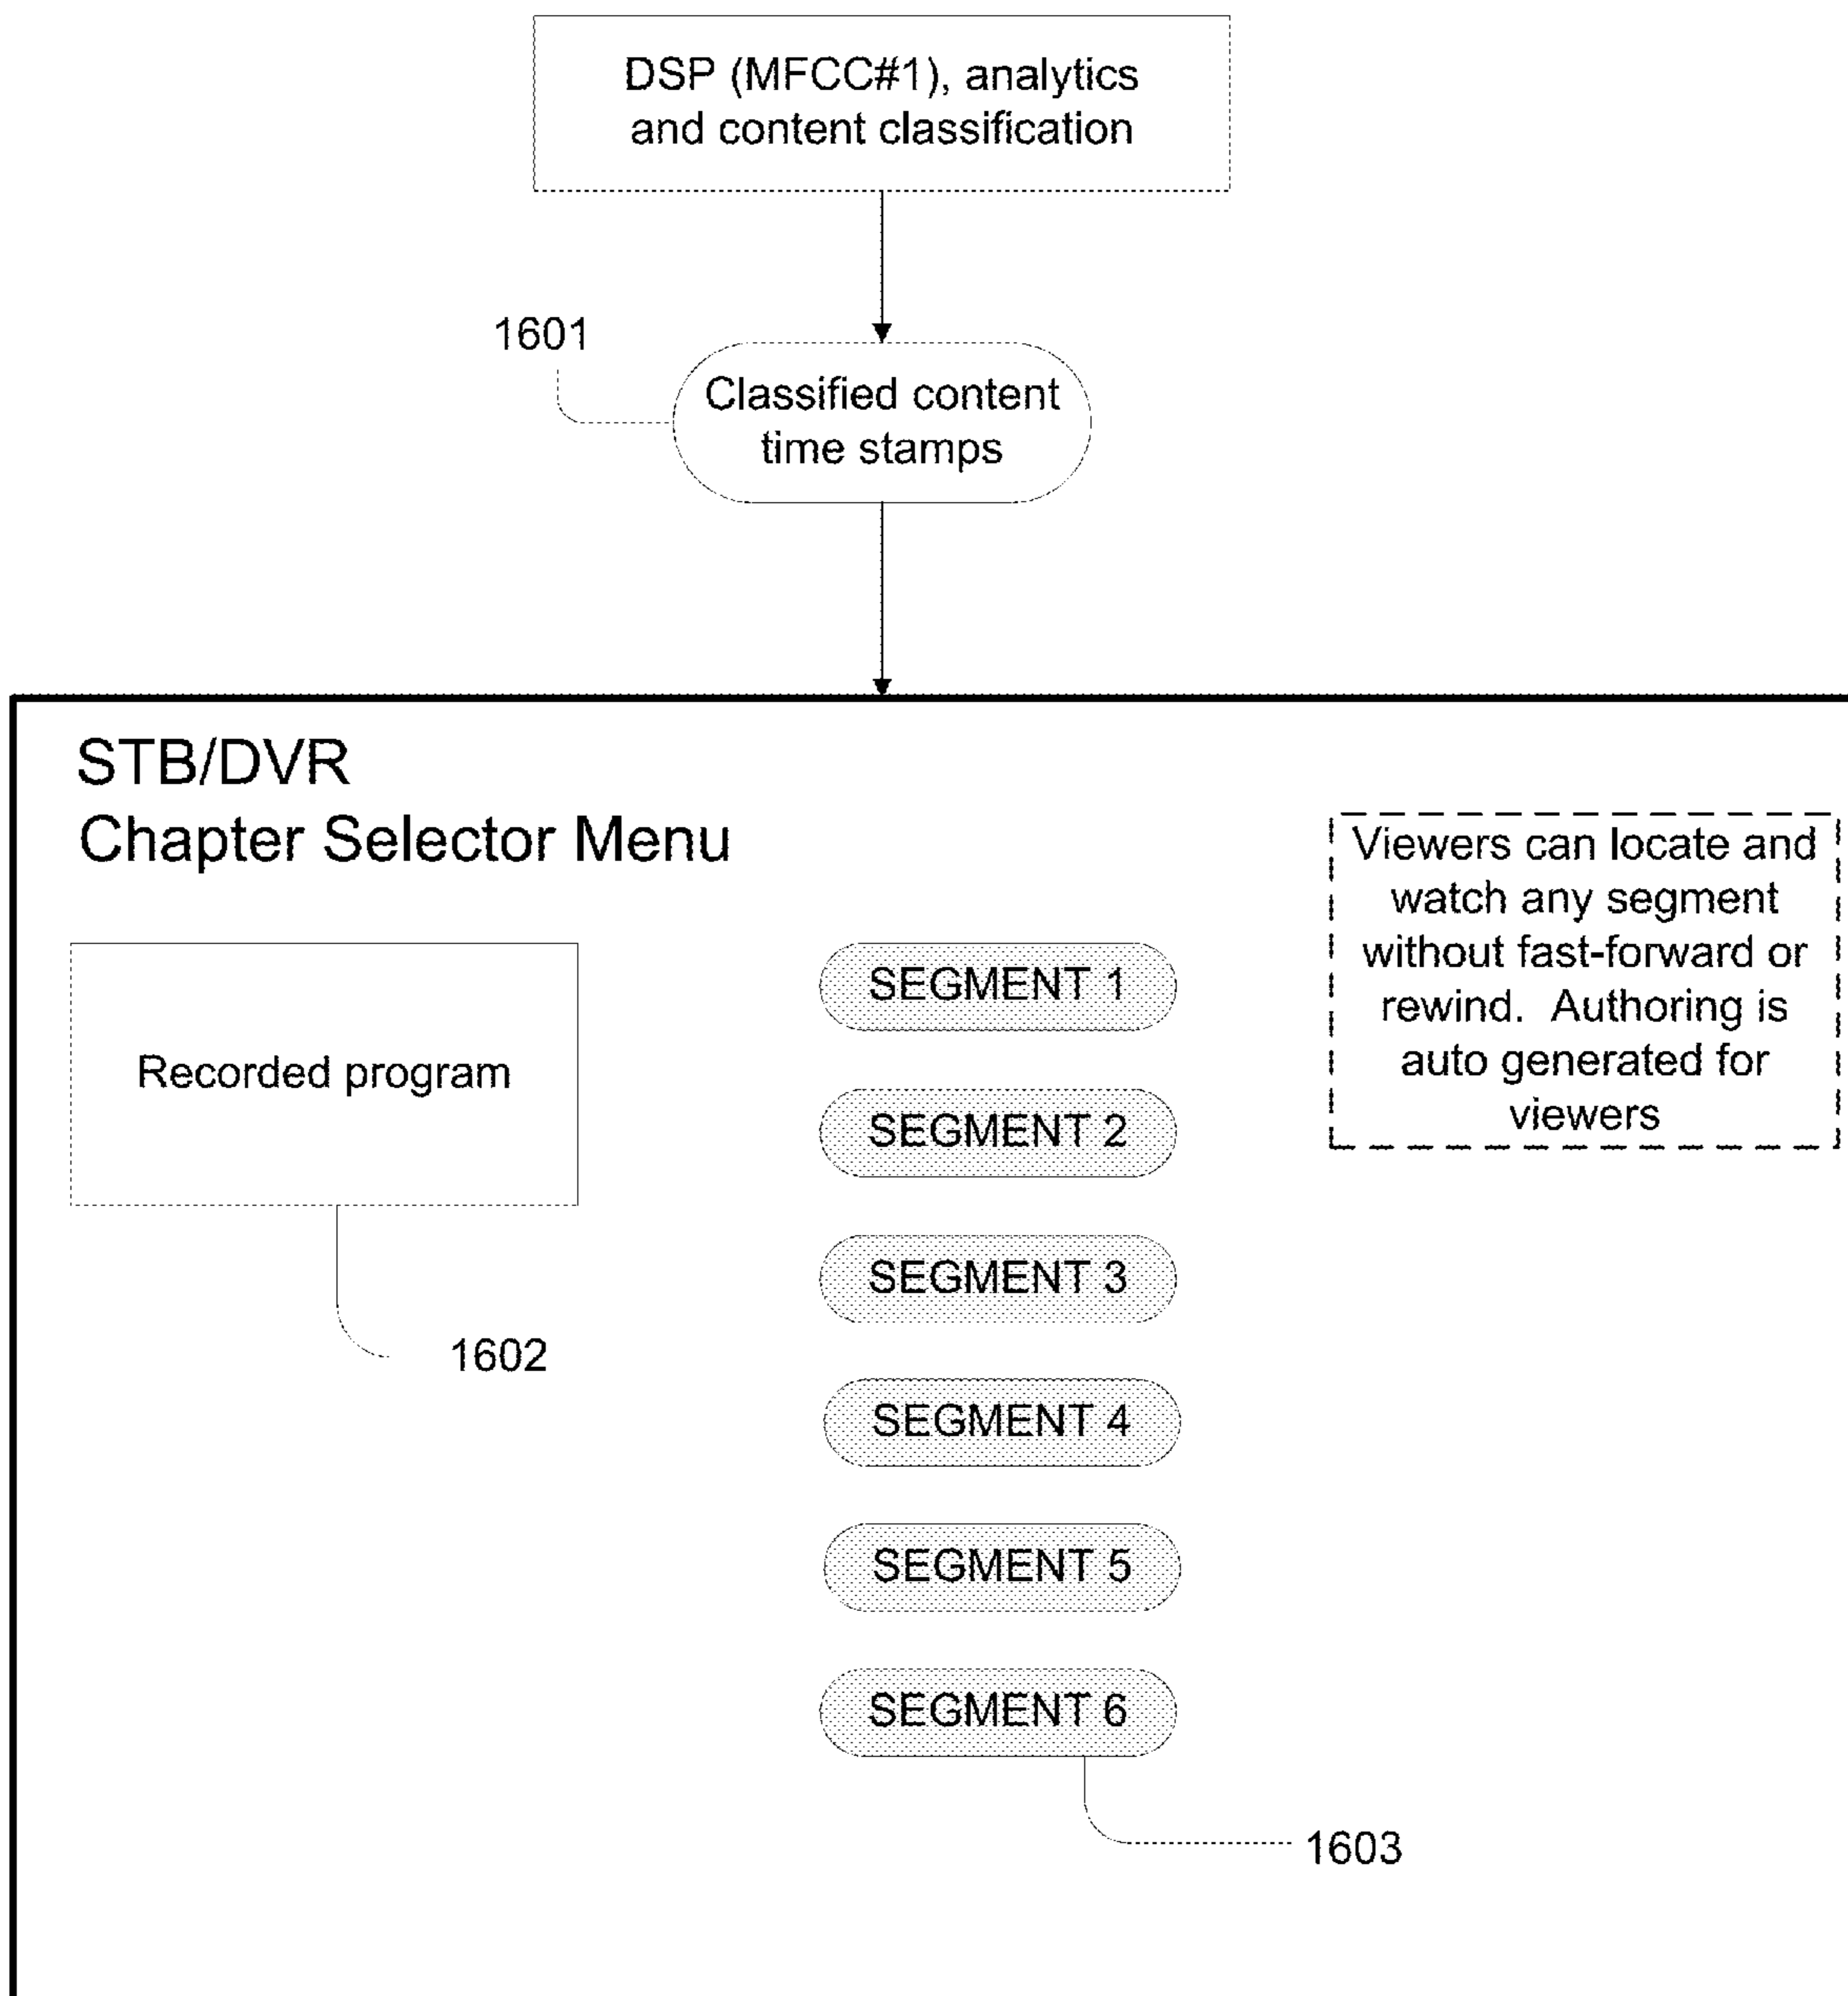 DSP (MFCC#1), analytics
and content classification
1601
Classified content
time stamps
STB/DVR
Chapter Selector Menu
Viewers can locate and
watch any segment
without fast-forward or
rewind.  Authoring is
auto generated for
viewers
Recorded program
1602
SEGMENT 1
SEGMENT 2
SEGMENT 3
SEGMENT 4
SEGMENT 5
SEGMENT 6
1603